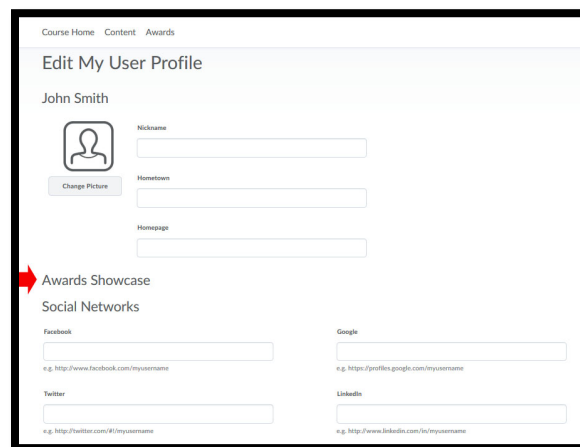 Course Home Content Awards
Edit My User Profile
John Smith
Nickname
Change Picture
Hometown
Homepage
Awards Showcase
Social Networks
Facebook
Google
e.g. http://www.facebook.com/myusername
e.g. https://profiles.google.com/myusername
Twitter
LinkedIn
e.g. http://twitter.com/#!/myusername
e.g. http://www.linkedin.com/in/myusername